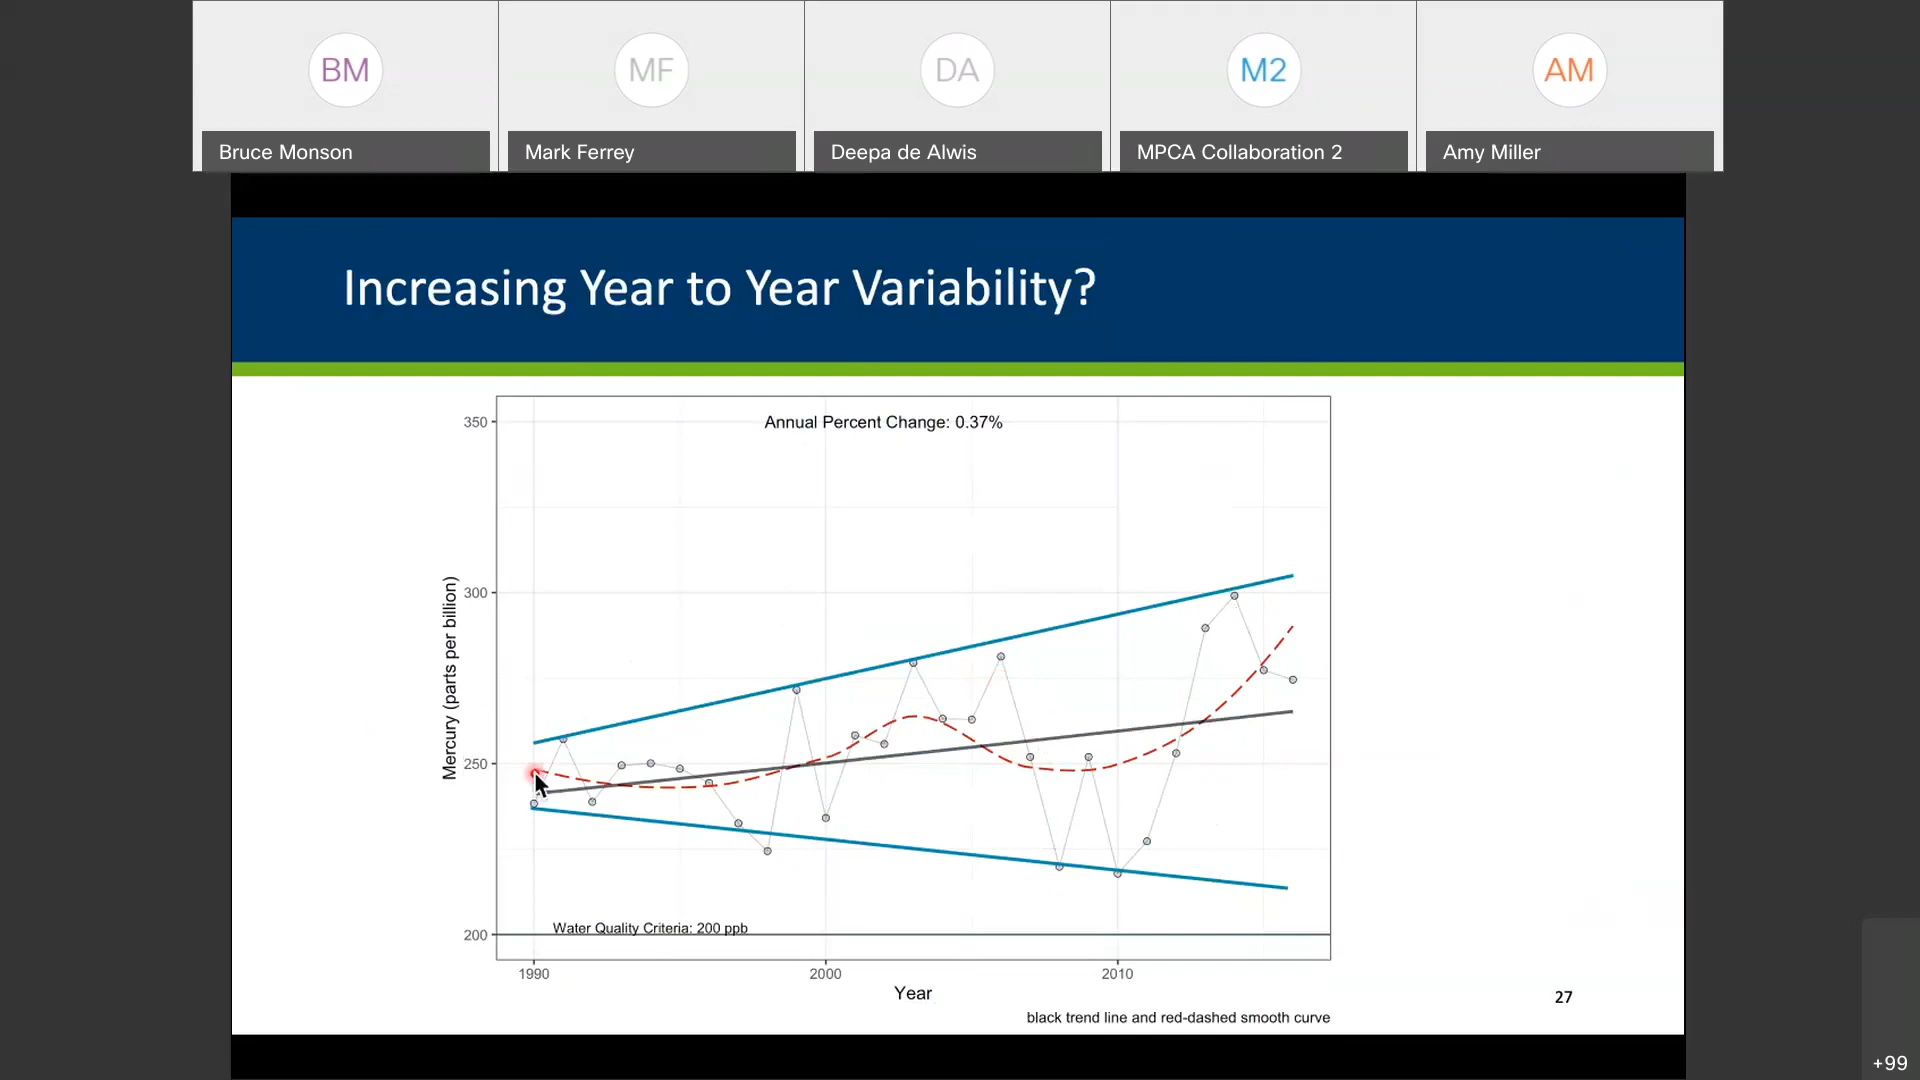 BM
MF
DA
M2
AM
Bruce Monson
Mark Ferrey
Deepa de Alwis
MPCA Collaboration 2
Amy Miller
Increasing Year to Year Variability?
Annual Percent Change: 0.37%
350
300
250
200
Mercury (parts per billion)
Water Quality Criteria: 200 ppb
1990
2000
2010
Year
27
black trend line and red-dashed smooth curve
+99